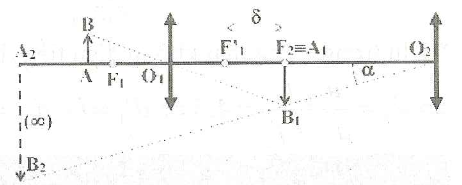 δ
B
A₂ F'₁ F₂≡A₁ O₂
A F₁ O₁ α
B₁
(∞)
B₂